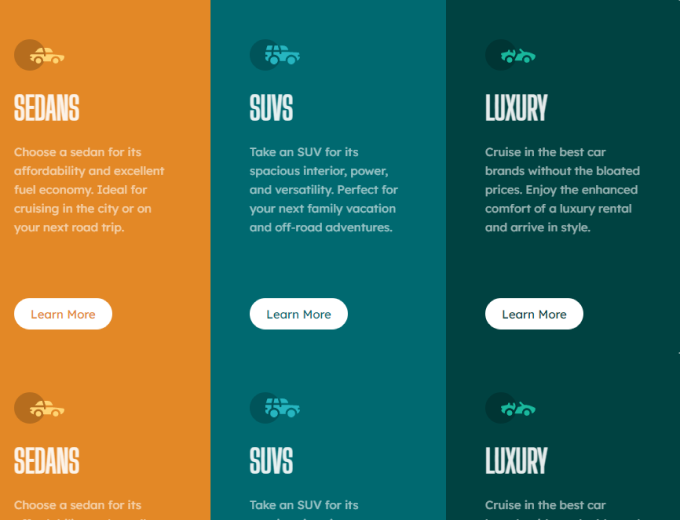 SEDANS
Choose a sedan for its
affordability and excellent
fuel economy. Ideal for
cruising in the city or on
your next road trip.
Learn More
SUVS
Take an SUV for its
spacious interior, power,
and versatility. Perfect for
your next family vacation
and off-road adventures.
Learn More
LUXURY
Cruise in the best car
brands without the bloated
prices. Enjoy the enhanced
comfort of a luxury rental
and arrive in style.
Learn More
SEDANS
Choose a sedan for its
SUVS
Take an SUV for its
LUXURY
Cruise in the best car